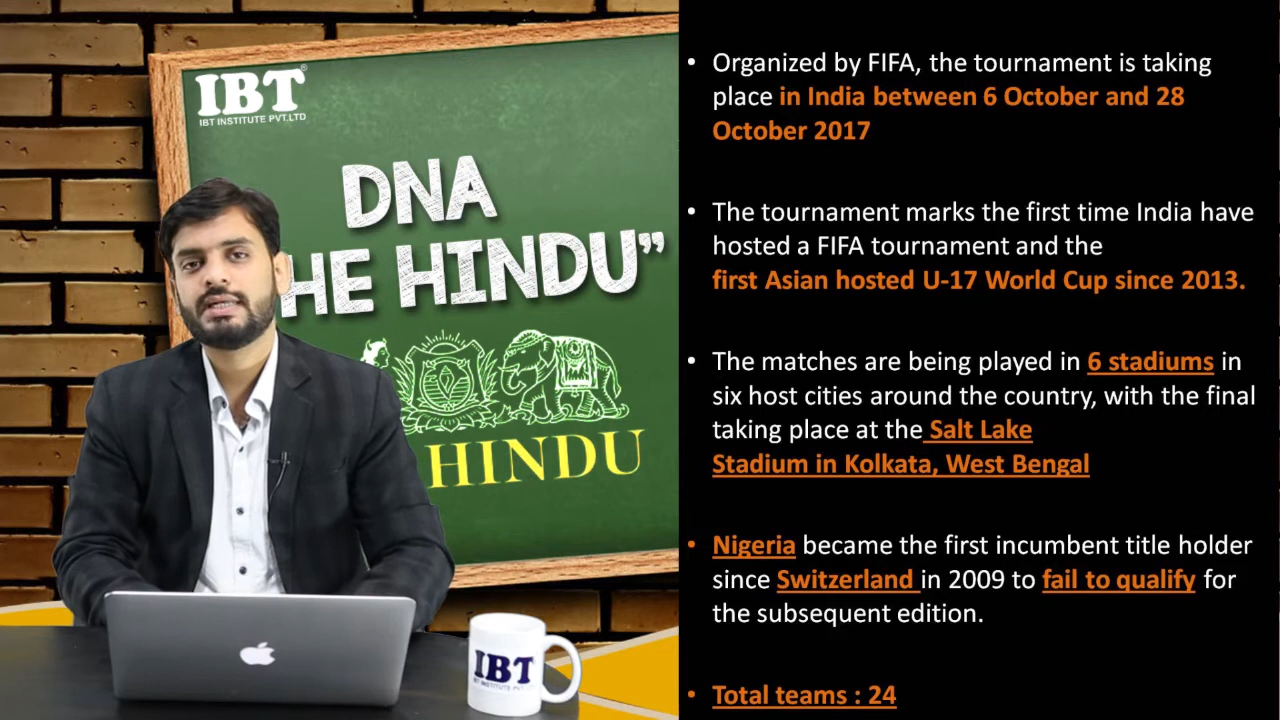 IBT
IBT INSTITUTE PVT.LTD
DNA
HE HINDU”
HINDU
IBT
• Organized by FIFA, the tournament is taking
place in India between 6 October and 28
October 2017
• The tournament marks the first time India have
hosted a FIFA tournament and the
first Asian hosted U-17 World Cup since 2013.
• The matches are being played in 6 stadiums in
six host cities around the country, with the final
taking place at the Salt Lake
Stadium in Kolkata, West Bengal
• Nigeria became the first incumbent title holder
since Switzerland in 2009 to fail to qualify for
the subsequent edition.
• Total teams : 24